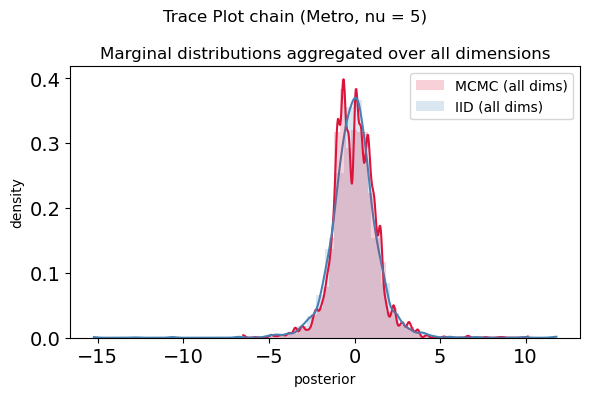 Trace Plot chain (Metro, nu = 5)
Marginal distributions aggregated over all dimensions
MCMC (all dims)
IID (all dims)
density
0.4
0.3
0.2
0.1
0.0
−15
−10
−5
0
5
10
posterior